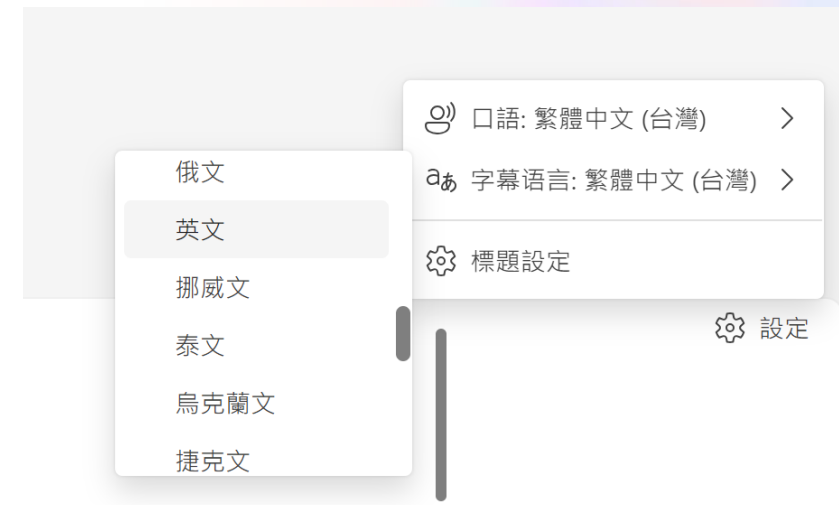 口語: 繁體中文 (台灣)
字幕语言: 繁體中文 (台灣)
標題設定
設定
俄文
英文
挪威文
泰文
烏克蘭文
捷克文